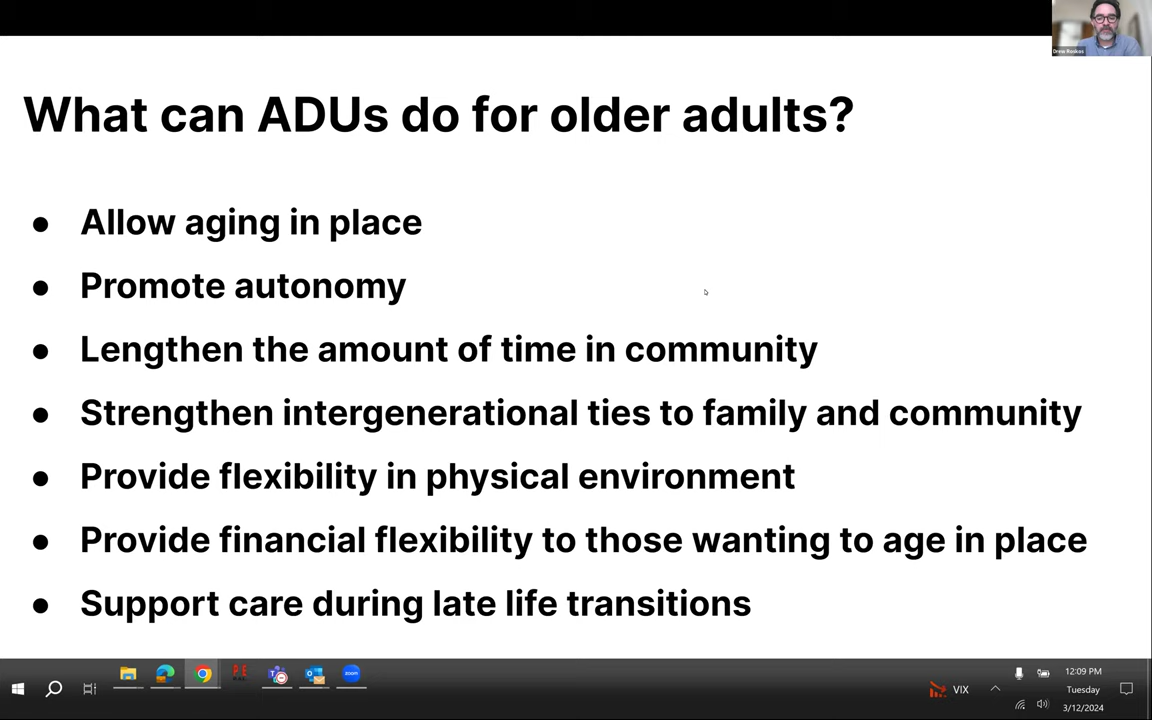 What can ADUs do for older adults?
● Allow aging in place
● Promote autonomy
● Lengthen the amount of time in community
● Strengthen intergenerational ties to family and community
● Provide flexibility in physical environment
● Provide financial flexibility to those wanting to age in place
● Support care during late life transitions
zoom
VIX
12:09 PM
Tuesday
3/12/2024